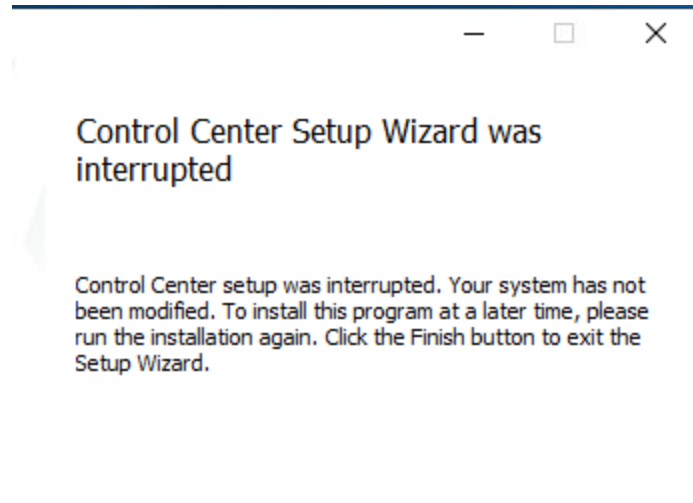 Control Center Setup Wizard was
interrupted
Control Center setup was interrupted. Your system has not
been modified. To install this program at a later time, please
run the installation again. Click the Finish button to exit the
Setup Wizard.